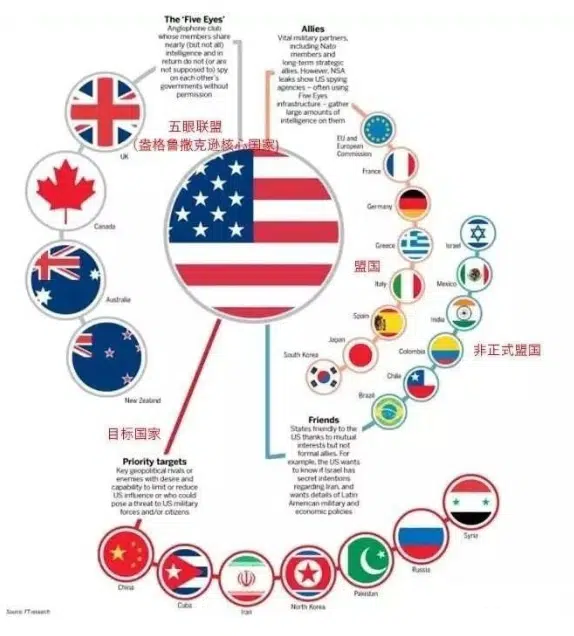 The 'Five Eyes'
Anglophone club
whose members share
nearly (but not all)
intelligence and in
return do not (or are
not supposed to) spy
on each other's
governments without
permission
Allies
Vital military partners,
including Nato
members and
long-term strategic
allies. However, NSA
leaks show US spying
agencies – often using
Five Eyes
infrastructure – gather
large amounts of
intelligence on them
五眼联盟
(盎格鲁撒克逊核心国家)
UK
Canada
Australia
New Zealand
EU and
European
Commission
France
Germany
Greece
盟国
Italy
Spain
Japan
South Korea
Israel
Mexico
India
Colombia
非正式盟国
Chile
Brazil
目标国家
Friends
States friendly to the
US thanks to mutual
interests but not
formal allies. For
example, the US wants
to know if Israel has
secret intentions
regarding Iran, and
wants details of Latin
American military and
economic policies
Priority targets
Key geopolitical rivals or
enemies with desire and
capability to limit or reduce
US influence or who could
pose a threat to US military
forces and/or citizens
China
Cuba
Iran
North Korea
Pakistan
Russia
Syria
Source: FT research